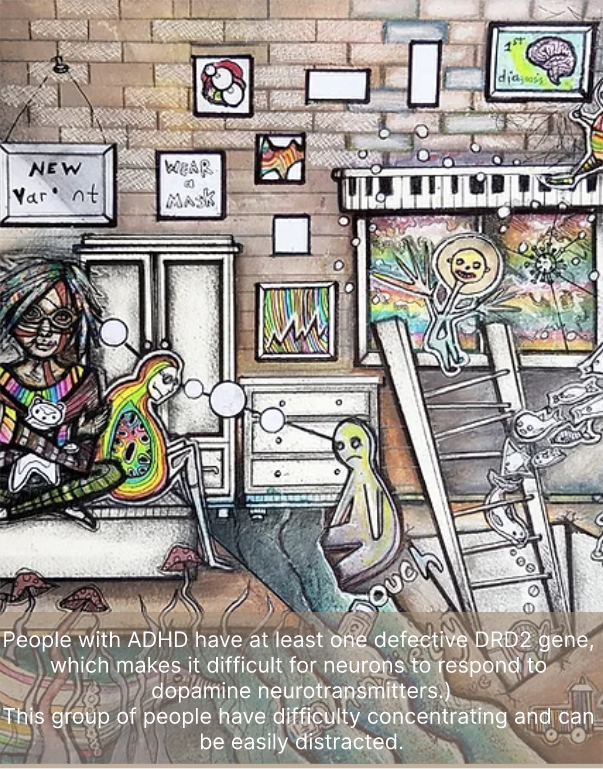 1st
diagnosis
NEW
Var nt
WEAR
a
MASK
OUCH
People with ADHD have at least one defective DRD2 gene,
which makes it difficult for neurons to respond to
dopamine neurotransmitters.)
This group of people have difficulty concentrating and can
be easily distracted.